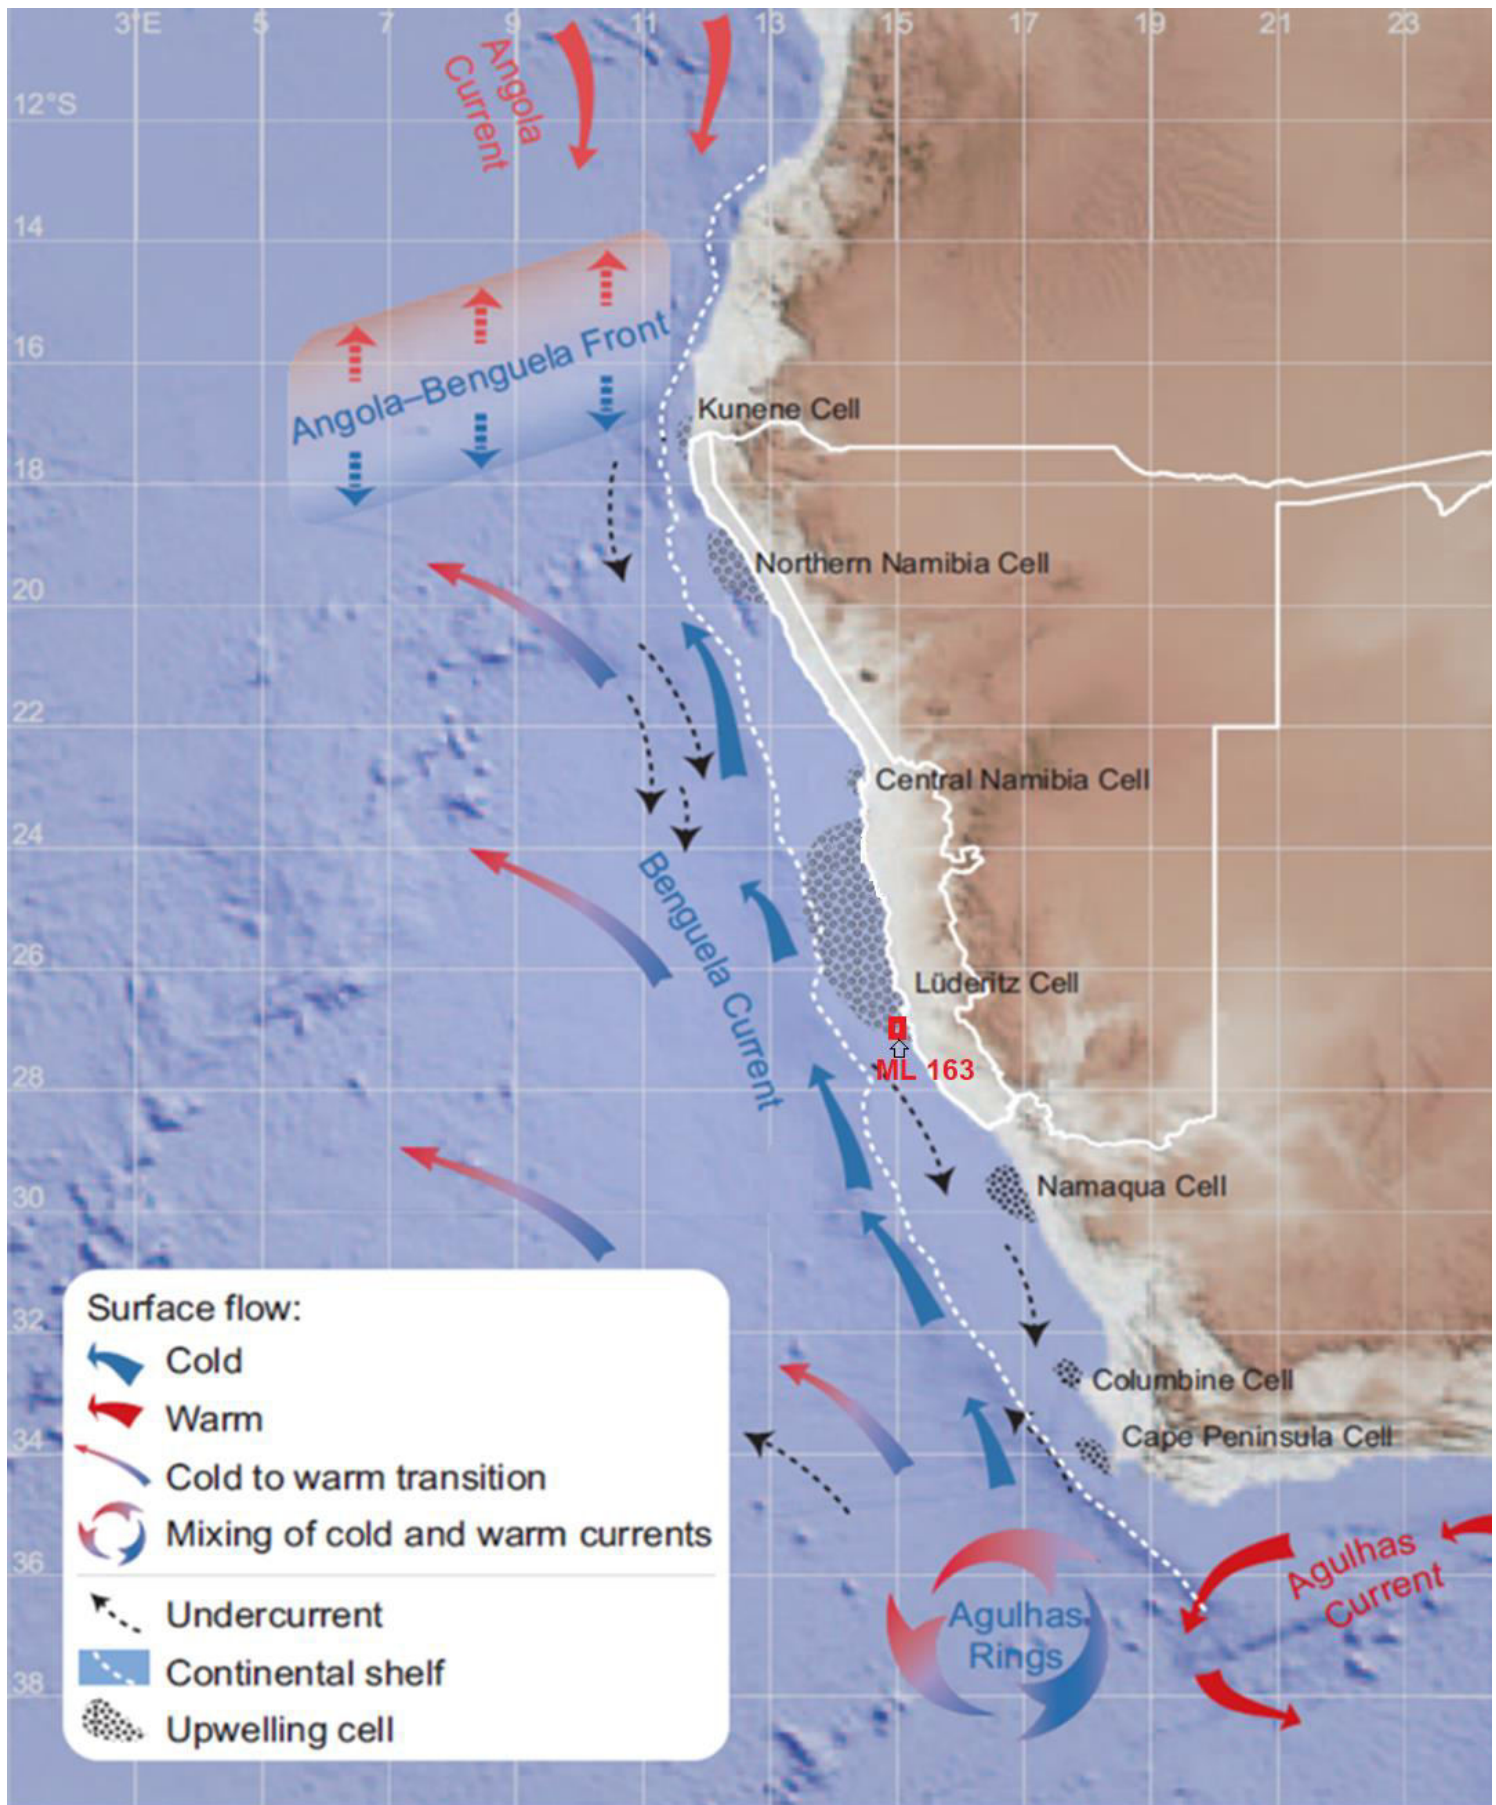 3°E 5 7 9 11 13 15 17 19 21 23
Angola
Current
12°S
14
16
Angola–Benguela Front
Kunene Cell
18
Northern Namibia Cell
20
22
Central Namibia Cell
24
Benguela Current
26
Lüderitz Cell
ML 163
28
Namaqua Cell
30
Surface flow:
32
Cold
Columbine Cell
Warm
Cape Peninsula Cell
34
Cold to warm transition
Mixing of cold and warm currents
Agulhas
Current
36
Undercurrent
Agulhas
Rings
Continental shelf
38
Upwelling cell